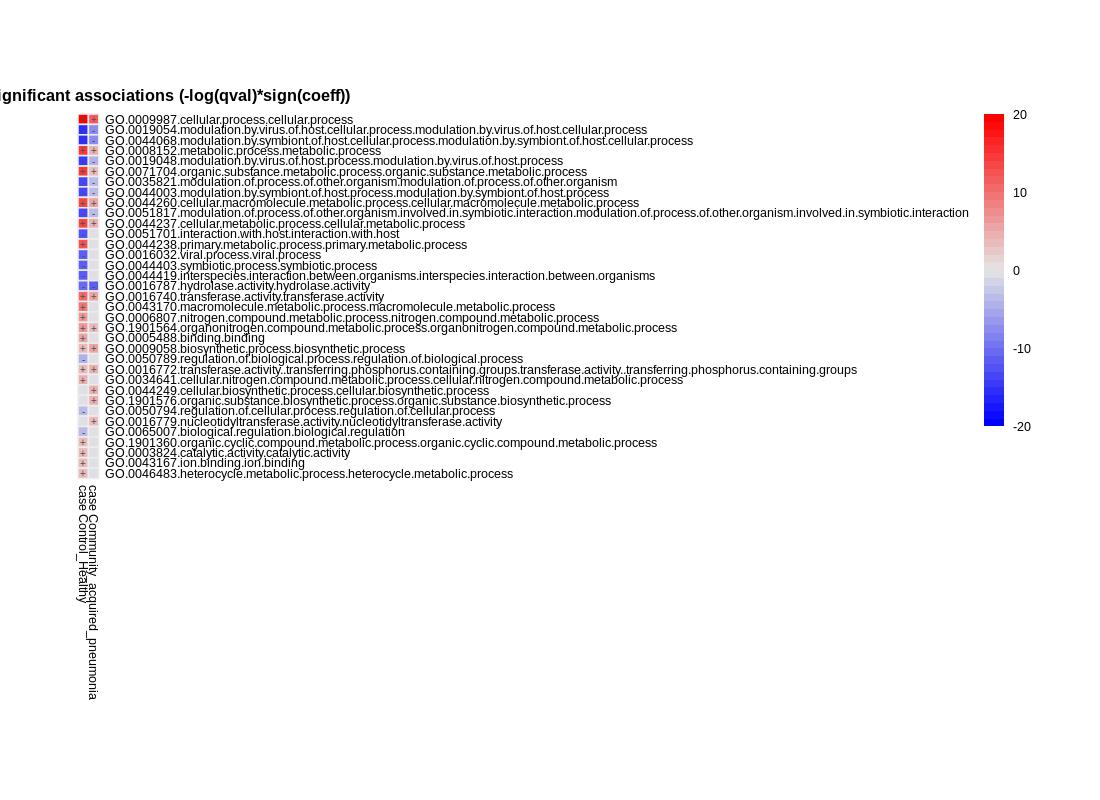 ignificant associations (-log(qval)*sign(coeff))
GO.0009987.cellular.process.cellular.process
GO.0019054.modulation.by.virus.of.host.cellular.process.modulation.by.virus.of.host.cellular.process
GO.0044068.modulation.by.symbiont.of.host.cellular.process.modulation.by.symbiont.of.host.cellular.process
GO.0008152.metabolic.process.metabolic.process
GO.0019048.modulation.by.virus.of.host.process.modulation.by.virus.of.host.process
GO.0071704.organic.substance.metabolic.process.organic.substance.metabolic.process
GO.0035821.modulation.of.process.of.other.organism.modulation.of.process.of.other.organism
GO.0044003.modulation.by.symbiont.of.host.process.modulation.by.symbiont.of.host.process
GO.0044260.cellular.macromolecule.metabolic.process.cellular.macromolecule.metabolic.process
GO.0051817.modulation.of.process.of.other.organism.involved.in.symbiotic.interaction.modulation.of.process.of.other.organism.involved.in.symbiotic.interaction
GO.0044237.cellular.metabolic.process.cellular.metabolic.process
GO.0051701.interaction.with.host.interaction.with.host
GO.0044238.primary.metabolic.process.primary.metabolic.process
GO.0016032.viral.process.viral.process
GO.0044403.symbiotic.process.symbiotic.process
GO.0044419.interspecies.interaction.between.organisms.interspecies.interaction.between.organisms
GO.0016787.hydrolase.activity.hydrolase.activity
GO.0016740.transferase.activity.transferase.activity
GO.0043170.macromolecule.metabolic.process.macromolecule.metabolic.process
GO.0006807.nitrogen.compound.metabolic.process.nitrogen.compound.metabolic.process
GO.1901564.organonitrogen.compound.metabolic.process.organonitrogen.compound.metabolic.process
GO.0005488.binding.binding
GO.0009058.biosynthetic.process.biosynthetic.process
GO.0050789.regulation.of.biological.process.regulation.of.biological.process
GO.0016772.transferase.activity..transferring.phosphorus.containing.groups.transferase.activity..transferring.phosphorus.containing.groups
GO.0034641.cellular.nitrogen.compound.metabolic.process.cellular.nitrogen.compound.metabolic.process
GO.0044249.cellular.biosynthetic.process.cellular.biosynthetic.process
GO.1901576.organic.substance.biosynthetic.process.organic.substance.biosynthetic.process
GO.0050794.regulation.of.cellular.process.regulation.of.cellular.process
GO.0016779.nucleotidyltransferase.activity.nucleotidyltransferase.activity
GO.0065007.biological.regulation.biological.regulation
GO.1901360.organic.cyclic.compound.metabolic.process.organic.cyclic.compound.metabolic.process
GO.0003824.catalytic.activity.catalytic.activity
GO.0043167.ion.binding.ion.binding
GO.0046483.heterocycle.metabolic.process.heterocycle.metabolic.process
case Community_acquired_pneumonia
case Control_Healthy
20
10
0
-10
-20